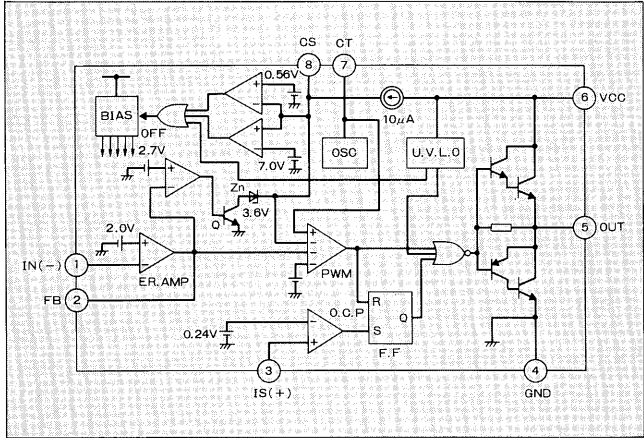 CS CT
8 7
0.56V
6 VCC
BIAS
OFF
10μA
7.0V
OSC
U.V.L.O
2.7V
Zn
3.6V
Q
2.0V
5 OUT
IN(-) 1
E.R.AMP
PWM
FB 2
O.C.P
R
0.24V
S
Q
F.F
3
4
IS(+)
GND